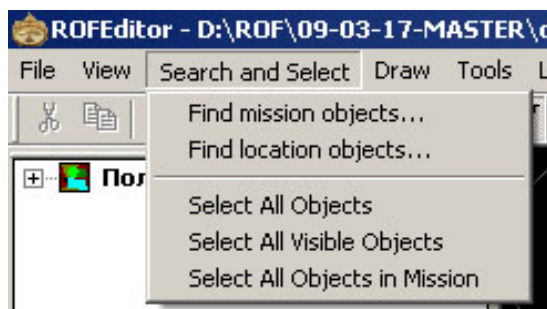 ROFEditor - D:\ROF\09-03-17-MASTER\
File View Search and Select Draw Tools
Find mission objects...
Find location objects...
Select All Objects
Select All Visible Objects
Select All Objects in Mission